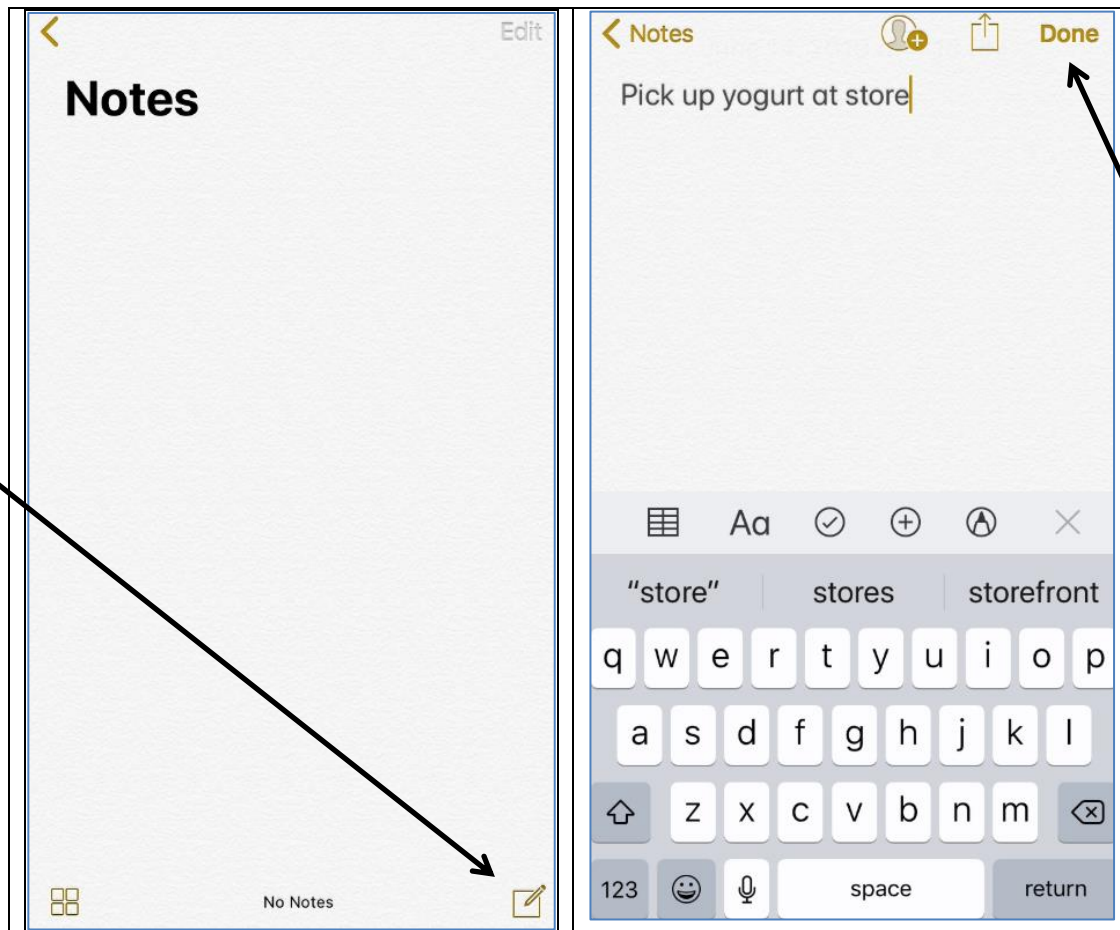 Edit
Notes
No Notes
Notes
Done
Pick up yogurt at store
Aa
"store" stores storefront
q w e r t y u i o p
a s d f g h j k l
z x c v b n m
123 space return